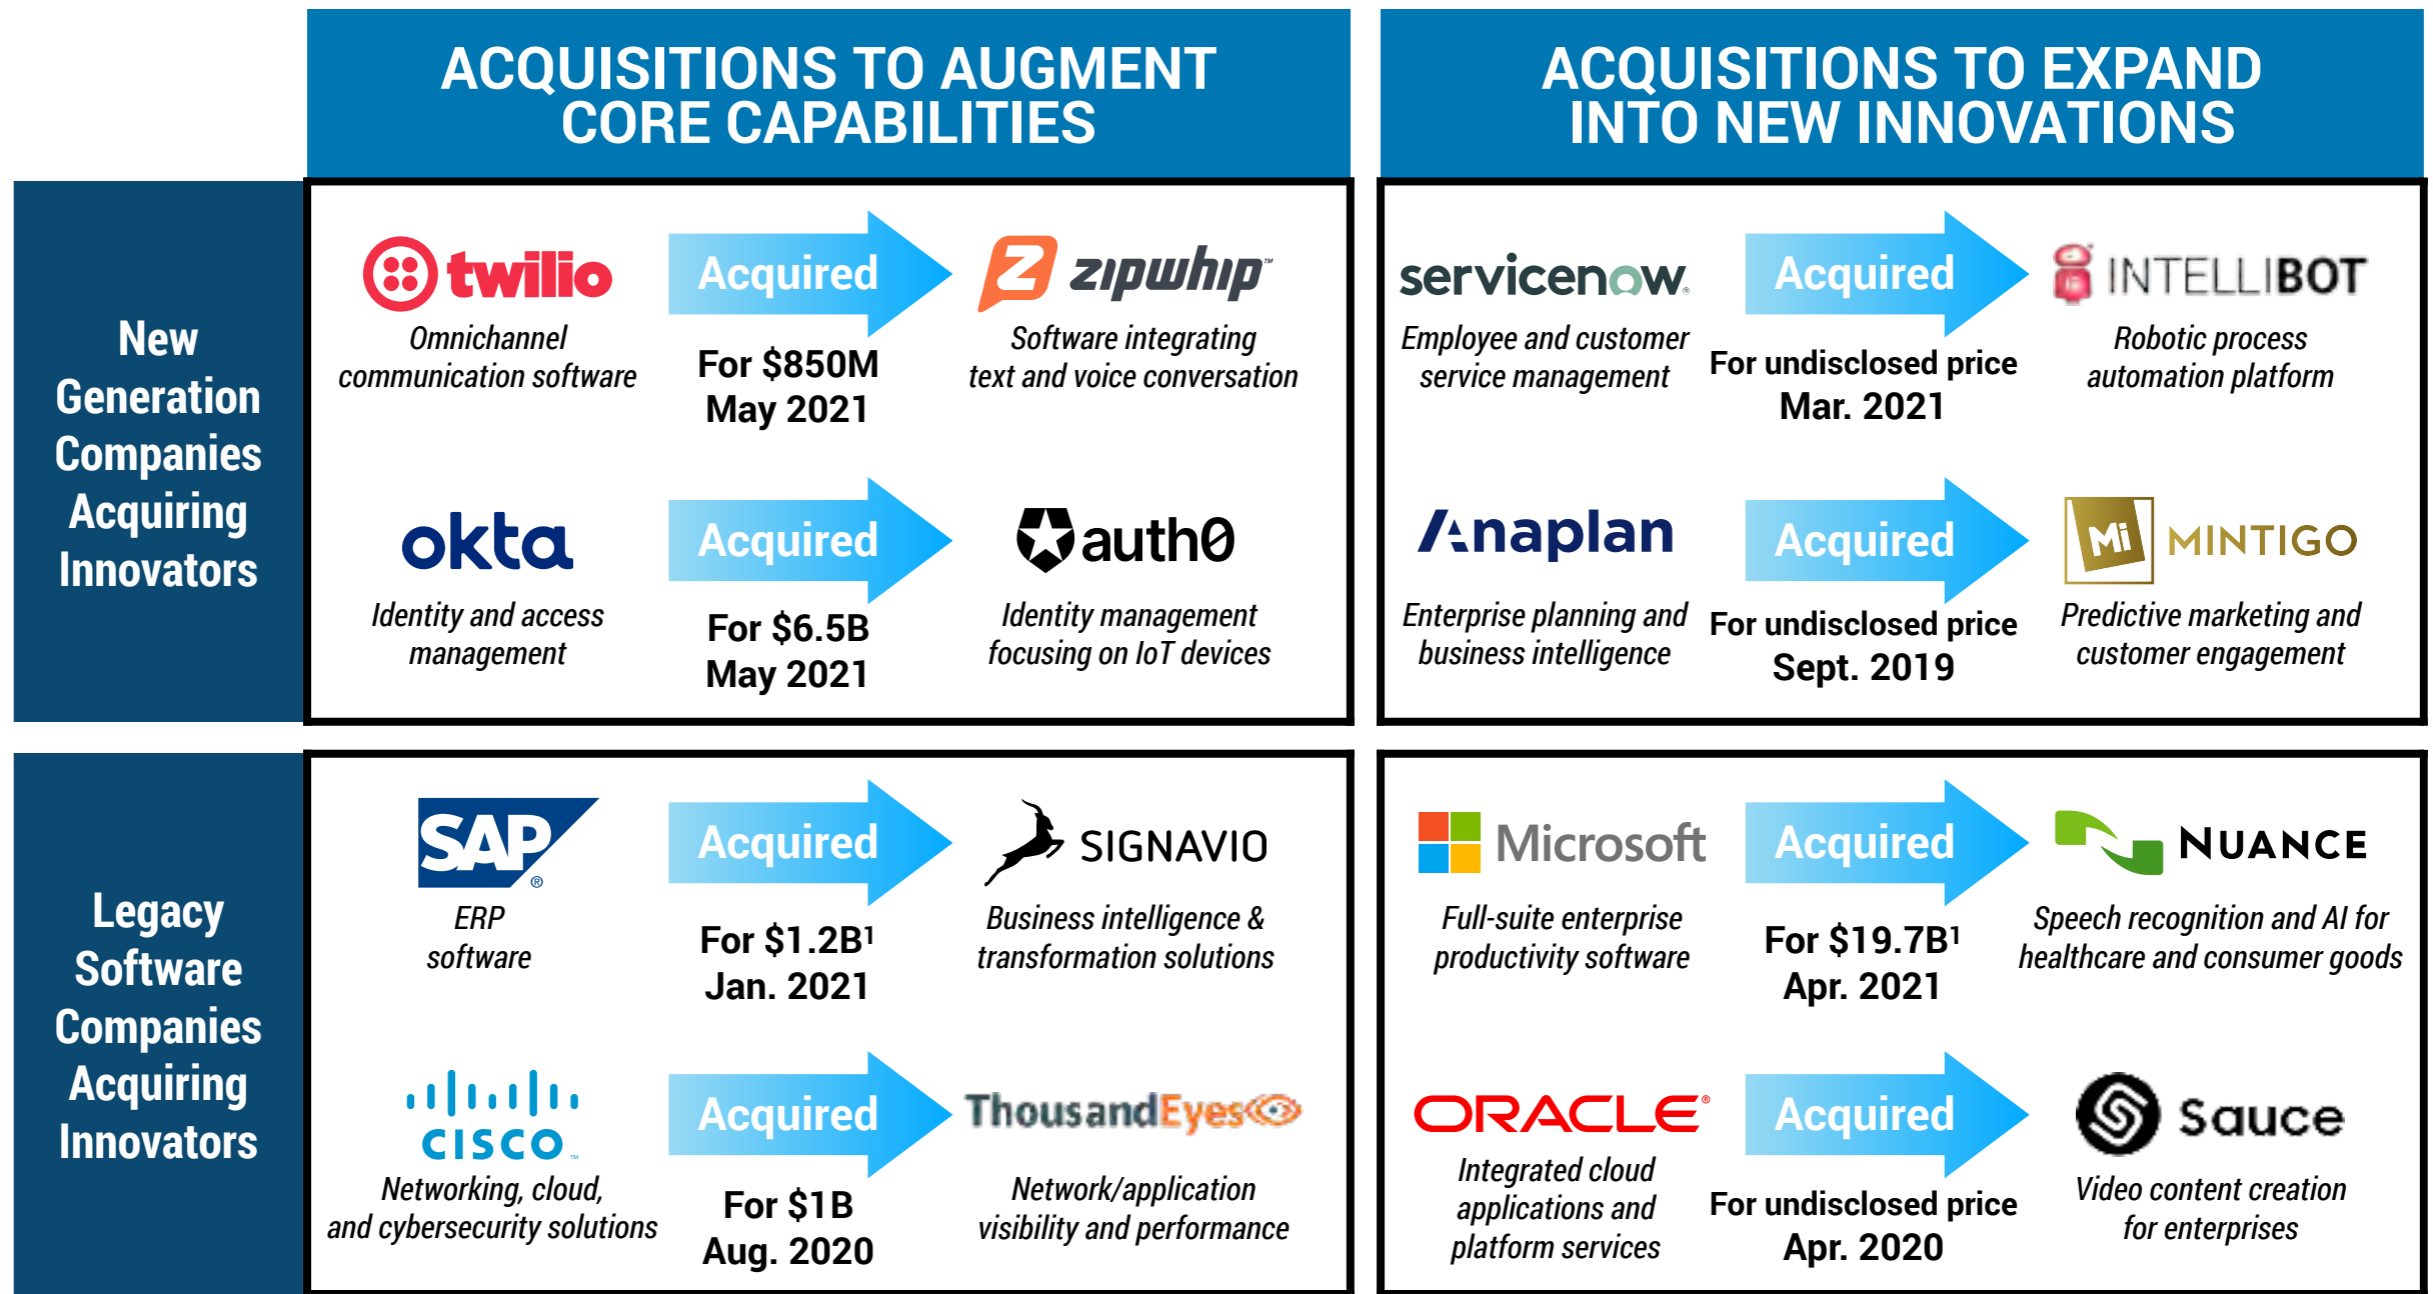 ACQUISITIONS TO AUGMENT
CORE CAPABILITIES
ACQUISITIONS TO EXPAND
INTO NEW INNOVATIONS
New
Generation
Companies
Acquiring
Innovators
twilio
Omnichannel
communication software
Acquired
For $850M
May 2021
zipwhip™
Software integrating
text and voice conversation
okta
Identity and access
management
Acquired
For $6.5B
May 2021
auth0
Identity management
focusing on IoT devices
servicenow®
Employee and customer
service management
Acquired
For undisclosed price
Mar. 2021
INTELLIBOT
Robotic process
automation platform
Anaplan
Enterprise planning and
business intelligence
Acquired
For undisclosed price
Sept. 2019
Mi MINTIGO
Predictive marketing and
customer engagement
Legacy
Software
Companies
Acquiring
Innovators
SAP®
ERP
software
Acquired
For $1.2B¹
Jan. 2021
SIGNAVIO
Business intelligence &
transformation solutions
CISCO™
Networking, cloud,
and cybersecurity solutions
Acquired
For $1B
Aug. 2020
ThousandEyes
Network/application
visibility and performance
Microsoft
Full-suite enterprise
productivity software
Acquired
For $19.7B¹
Apr. 2021
NUANCE
Speech recognition and AI for
healthcare and consumer goods
ORACLE®
Integrated cloud
applications and
platform services
Acquired
For undisclosed price
Apr. 2020
Sauce
Video content creation
for enterprises